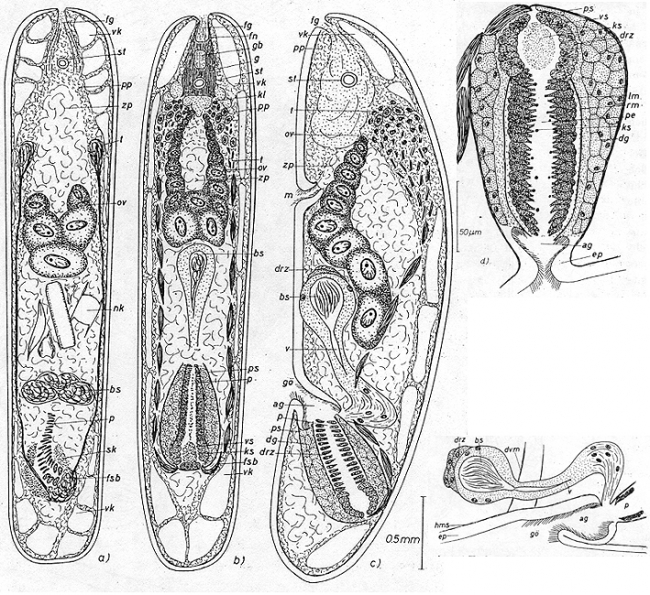 fg
vk
st
pp
zp
t
ov
nk
bs
p
sk
fsb
vk
a)
fg
fn
gb
g
st
vk
kl
pp
t
ov
zp
bs
ps
p
vs
ks
fsb
vk
b)
fg
vk
pp
st
t
ov
zp
m
drz
bs
v
gö
ag
p
ps
dg
drz
c)
0.5mm
ps
vs
ks
drz
lm
rm
pe
ks
dg
ag
ep
50µm
d)
drz
bs
dvm
v
hms
ep
ag
gö
p